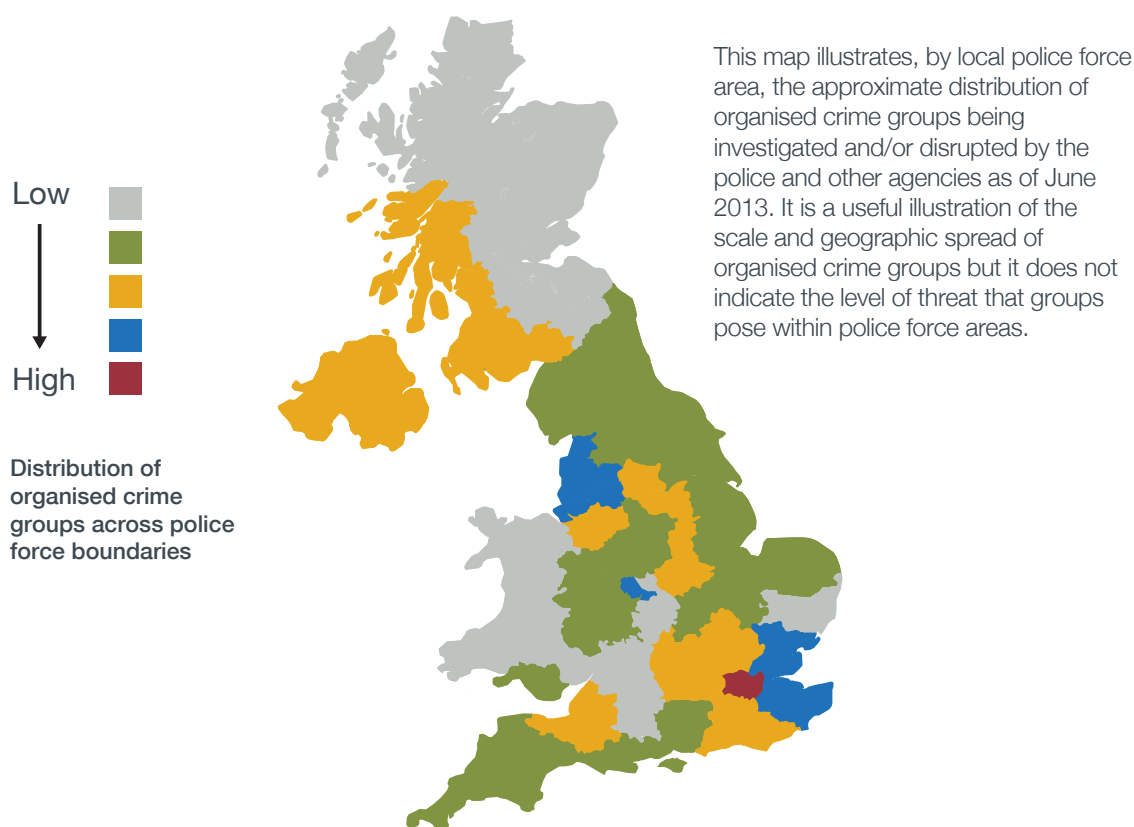 This map illustrates, by local police force
area, the approximate distribution of
organised crime groups being
investigated and/or disrupted by the
police and other agencies as of June
2013. It is a useful illustration of the
scale and geographic spread of
organised crime groups but it does not
indicate the level of threat that groups
pose within police force areas.
Low
High
Distribution of
organised crime
groups across police
force boundaries